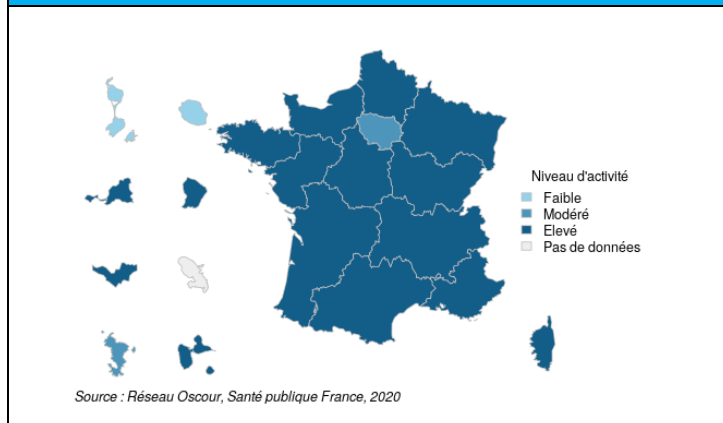 Niveau d'activité
Faible
Modéré
Elevé
Pas de données
Source : Réseau Oscour, Santé publique France, 2020